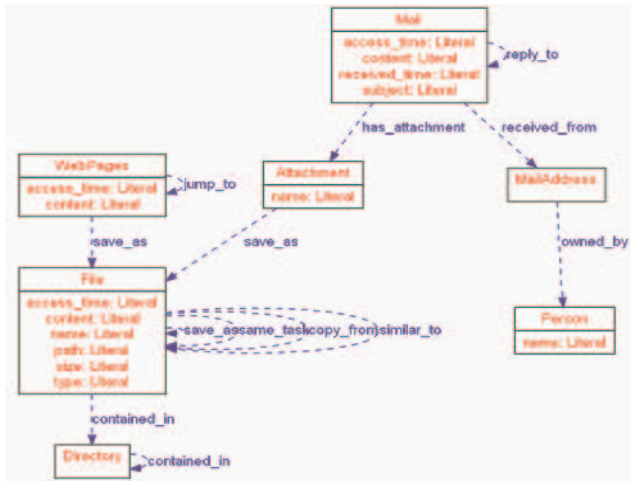 Mail
access_time: Literal
content: Literal
received_time: Literal
subject: Literal
reply_to
has_attachment
received_from
WebPages
access_time: Literal
content: Literal
jump_to
Attachment
name: Literal
MailAddress
save_as
save_as
owned_by
File
access_time: Literal
content: Literal
name: Literal
path: Literal
size: Literal
type: Literal
save_as
same_task
copy_from
similar_to
Person
name: Literal
contained_in
Directory
contained_in